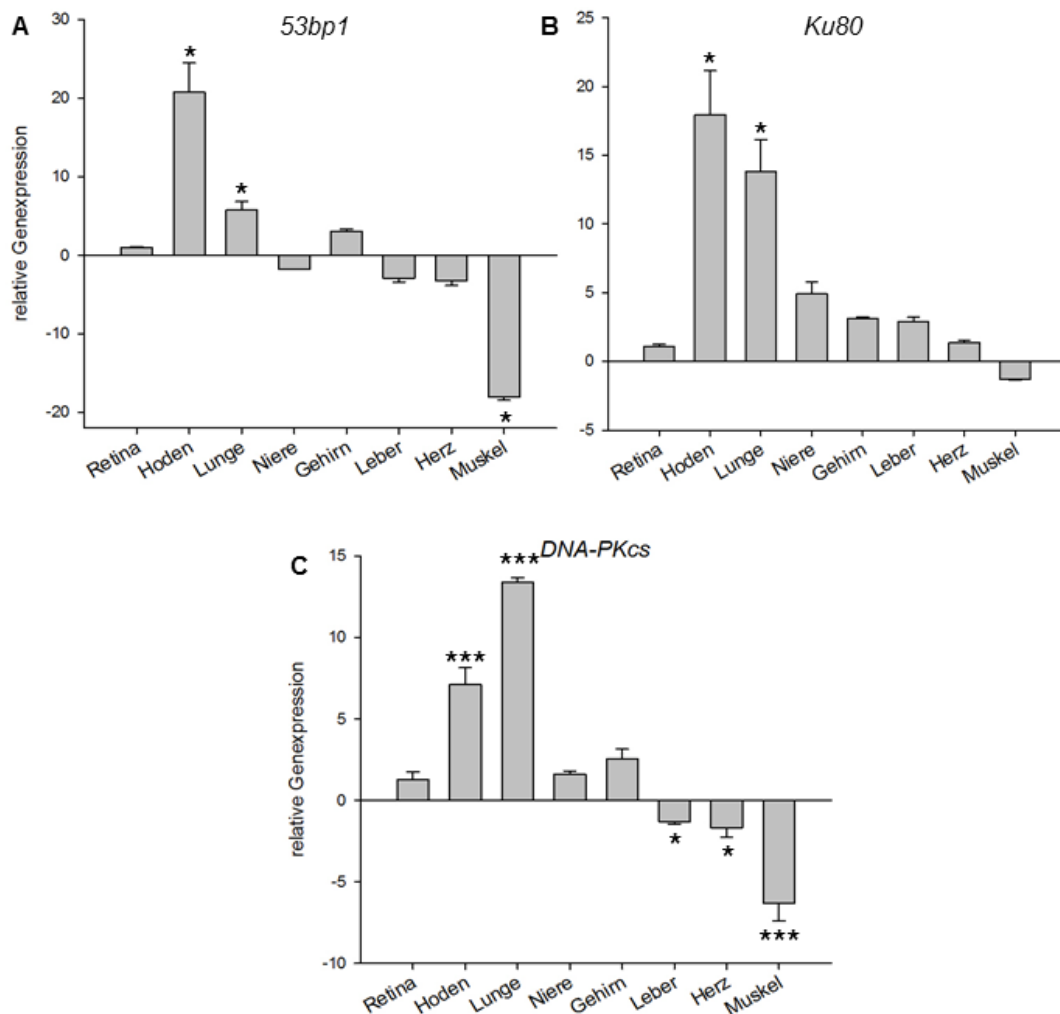 A
53bp1
relative Genexpression
30
20
10
0
-10
-20
*
*
*
Retina
Hoden
Lunge
Niere
Gehirn
Leber
Herz
Muskel
B
Ku80
25
20
15
10
5
0
-5
*
*
Retina
Hoden
Lunge
Niere
Gehirn
Leber
Herz
Muskel
C
DNA-PKcs
relative Genexpression
15
10
5
0
-5
-10
***
***
*
*
***
Retina
Hoden
Lunge
Niere
Gehirn
Leber
Herz
Muskel